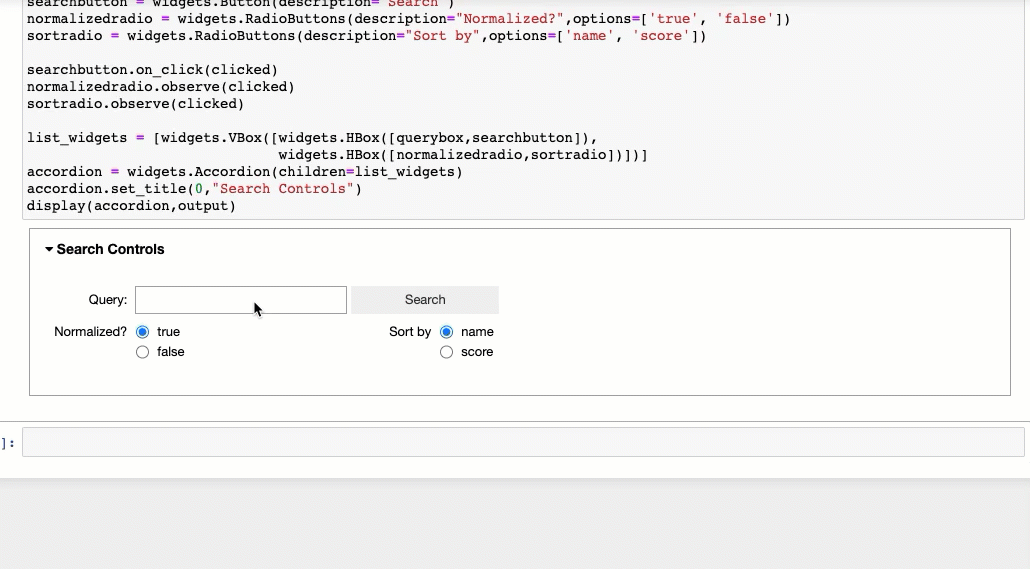 searchbutton = widgets.Button(description="Search")
normalizedradio = widgets.RadioButtons(description="Normalized?",options=['true', 'false'])
sortradio = widgets.RadioButtons(description="Sort by",options=['name', 'score'])
searchbutton.on_click(clicked)
normalizedradio.observe(clicked)
sortradio.observe(clicked)
list_widgets = [widgets.VBox([widgets.HBox([querybox,searchbutton]),
widgets.HBox([normalizedradio,sortradio])])]
accordion = widgets.Accordion(children=list_widgets)
accordion.set_title(0,"Search Controls")
display(accordion,output)
Search Controls
Query: Search
Normalized? true Sort by name
false score
]: